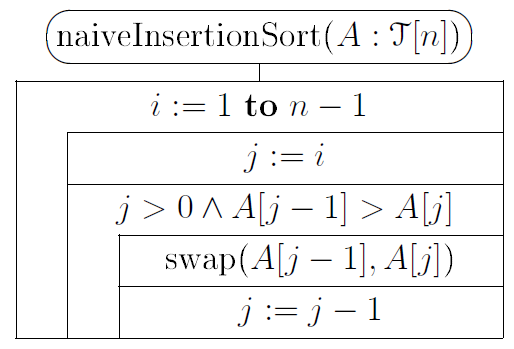 naiveInsertionSort(A : 𝒯[n])
i := 1 to n − 1
j := i
j > 0 ∧ A[j − 1] > A[j]
swap(A[j − 1], A[j])
j := j − 1